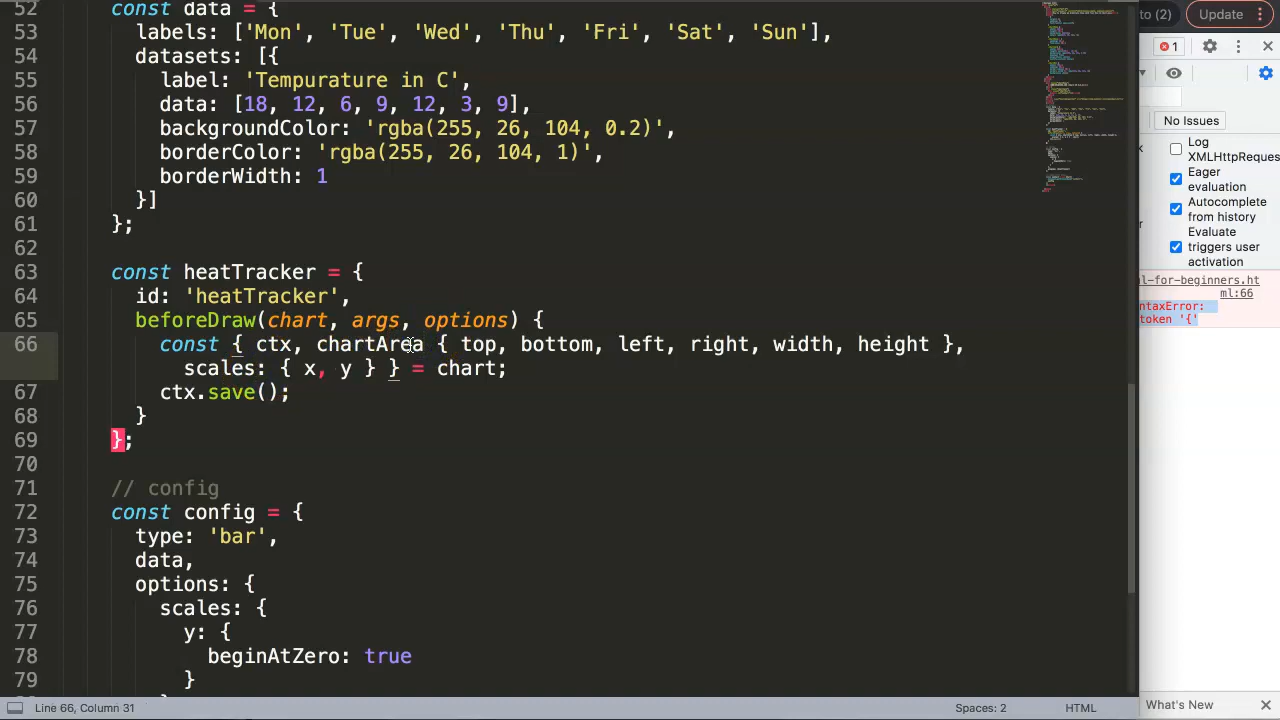 52 const data = {
53 labels: ['Mon', 'Tue', 'Wed', 'Thu', 'Fri', 'Sat', 'Sun'],
54 datasets: [{
55 label: 'Tempurature in C',
56 data: [18, 12, 6, 9, 12, 3, 9],
57 backgroundColor: 'rgba(255, 26, 104, 0.2)',
58 borderColor: 'rgba(255, 26, 104, 1)',
59 borderWidth: 1
60 }]
61 };
62
63 const heatTracker = {
64 id: 'heatTracker',
65 beforeDraw(chart, args, options) {
66 const { ctx, chartArea { top, bottom, left, right, width, height },
scales: { x, y } } = chart;
67 ctx.save();
68 }
69 };
70
71 // config
72 const config = {
73 type: 'bar',
74 data,
75 options: {
76 scales: {
77 y: {
78 beginAtZero: true
79 }
Line 66, Column 31
Spaces: 2
HTML
to (2)
Update
1
No Issues
Log
XMLHttpReque
Eager
evaluation
Autocomplete
from history
Evaluate
triggers user
activation
l-for-beginners.ht
ml:66
ntaxError:
token '{'
What's New